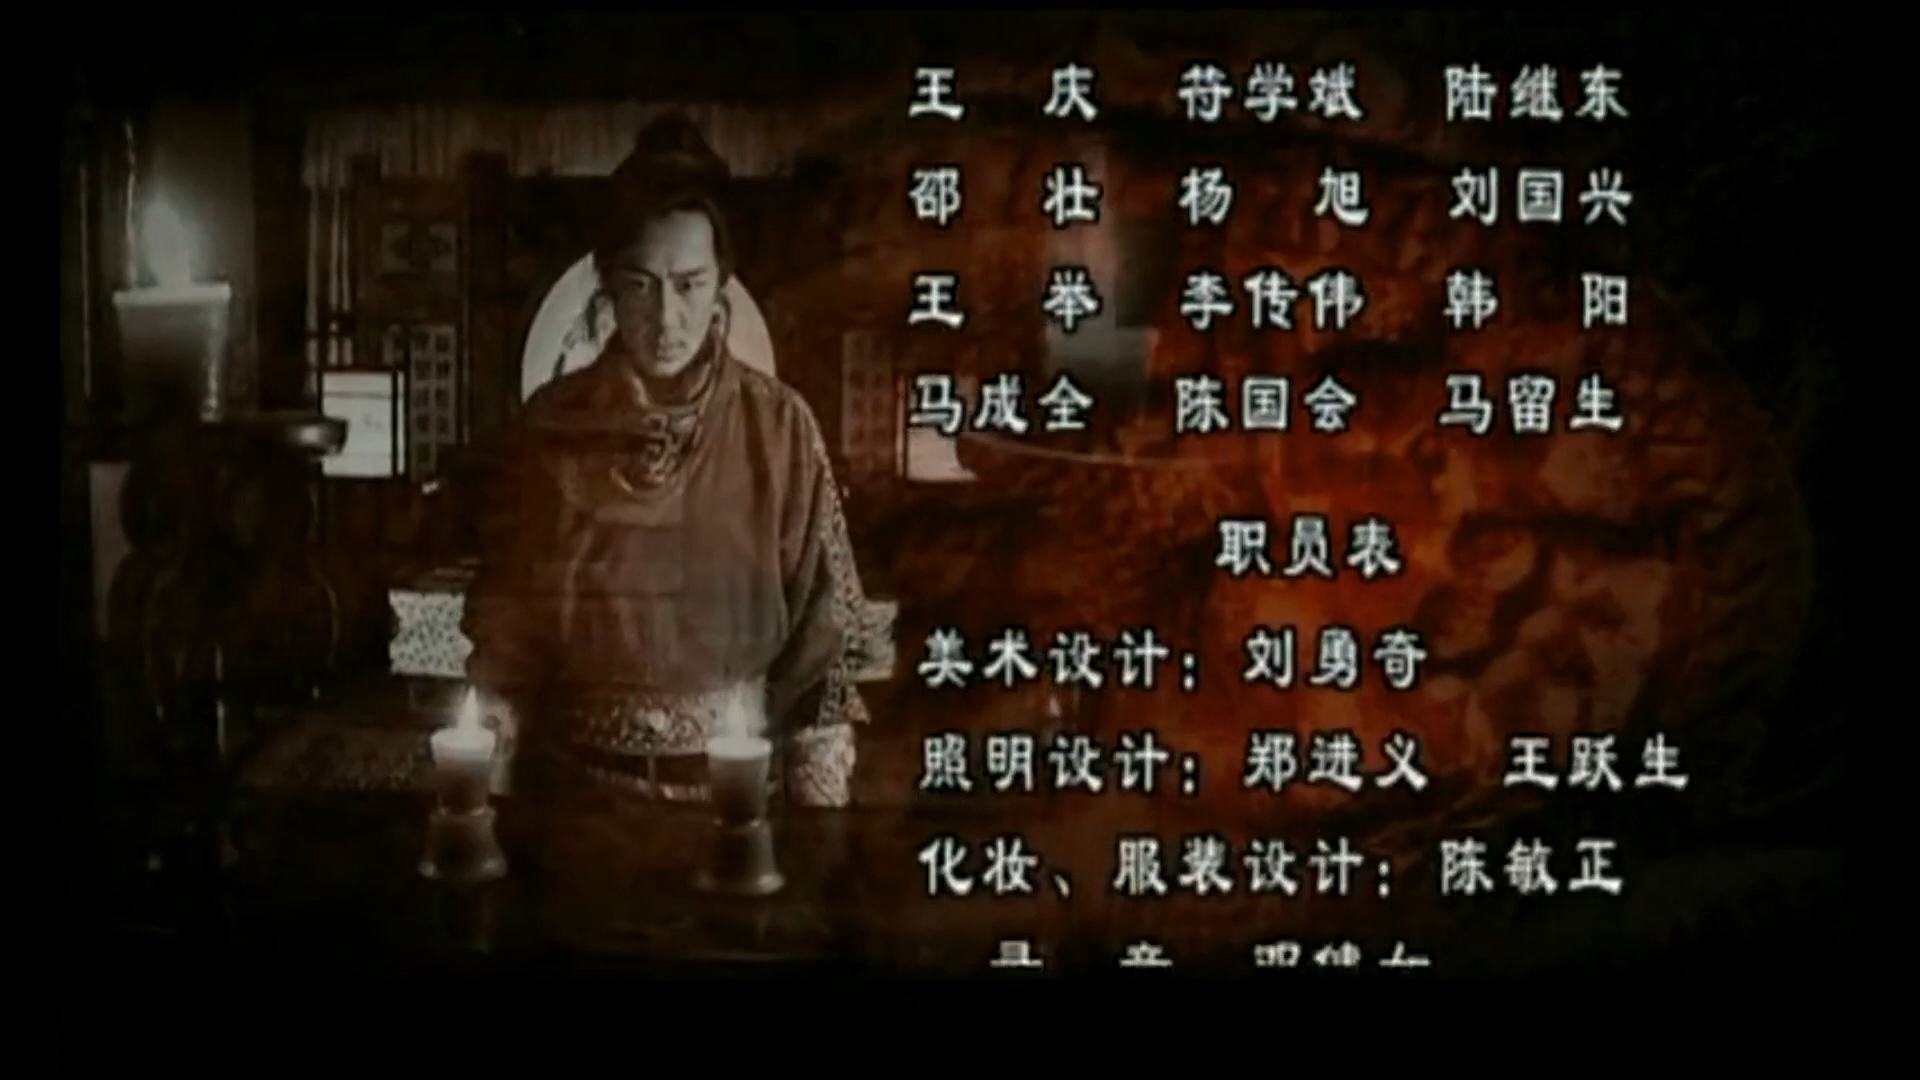 王 庆 符学斌 陆继东
邵 壮 杨 旭 刘国兴
王 举 李传伟 韩 阳
马成全 陈国会 马留生
职员表
美术设计：刘勇奇
照明设计：郑进义 王跃生
化妆、服装设计：陈敏正